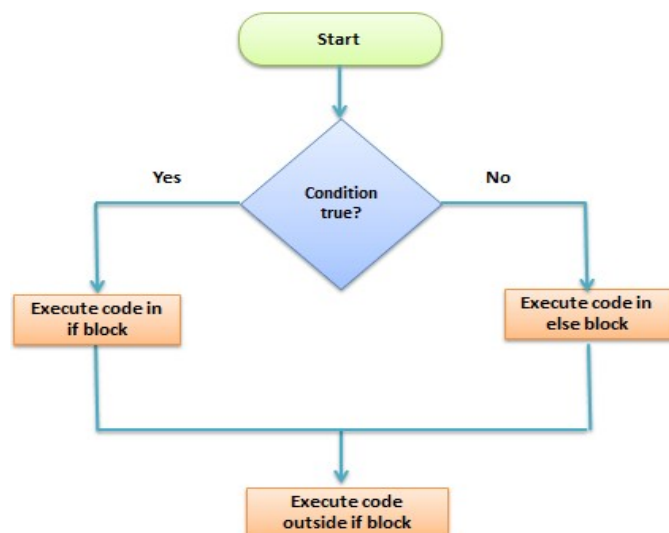 Start
Condition
true?
Yes
No
Execute code in
if block
Execute code in
else block
Execute code
outside if block